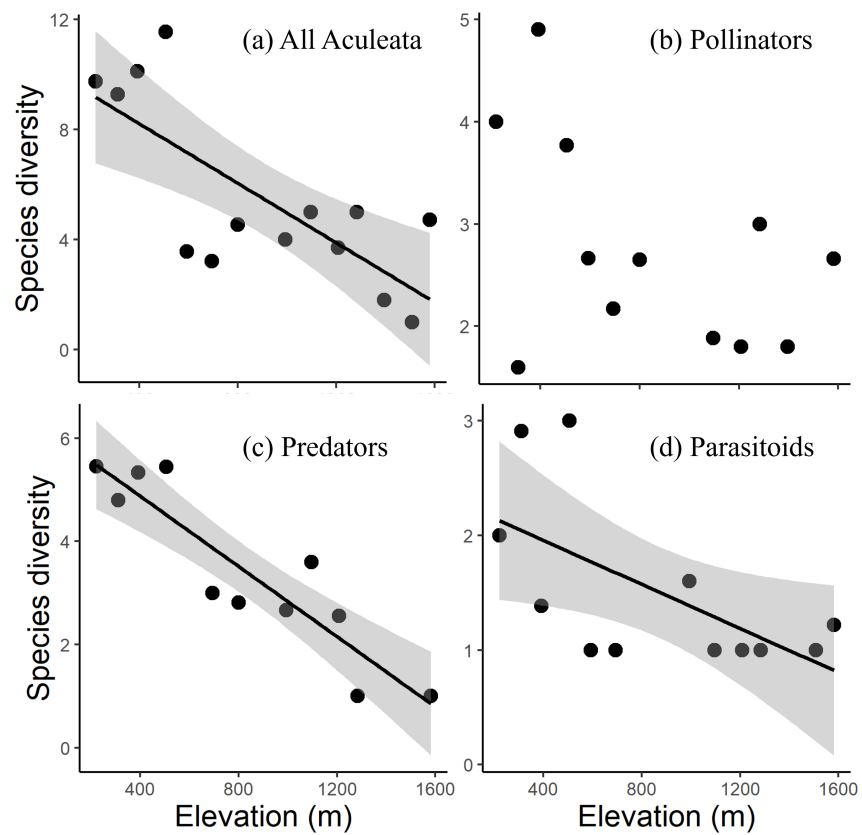 (a) All Aculeata
12
8
4
0
Species diversity
(b) Pollinators
5
4
3
2
(c) Predators
6
4
2
0
Species diversity
400 800 1200 1600
Elevation (m)
(d) Parasitoids
3
2
1
0
400 800 1200 1600
Elevation (m)